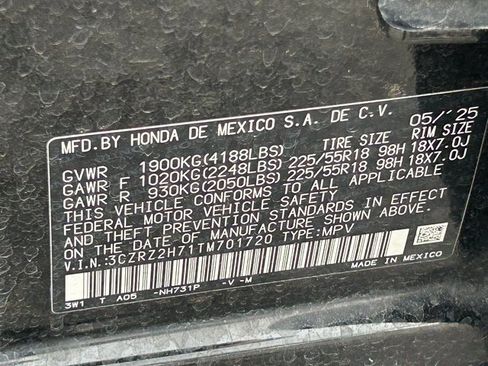 MFD.BY HONDA DE MEXICO S.A. DE C.V. 05/'25
GVWR 1900KG(4188LBS) TIRE SIZE RIM SIZE
GAWR F 1020KG(2248LBS) 225/55R18 98H 18X7.0J
GAWR R 930KG(2050LBS) 225/55R18 98H 18X7.0J
THIS VEHICLE CONFORMS TO ALL APPLICABLE
FEDERAL MOTOR VEHICLE SAFETY STANDARDS IN EFFECT
AND THEFT PREVENTION STANDARDS IN EFFECT
ON THE DATE OF MANUFACTURE SHOWN ABOVE.
V.I.N.:3CZRZ2H71TM701720 TYPE:MPV
3W1 T A05 -NH731P -V -M MADE IN MEXICO